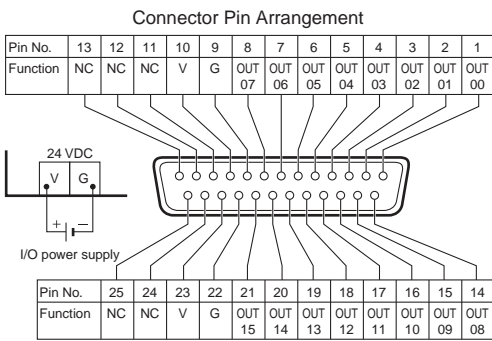 Connector Pin Arrangement
Pin No. 13 12 11 10 9 8 7 6 5 4 3 2 1
Function NC NC NC V G OUT 07 OUT 06 OUT 05 OUT 04 OUT 03 OUT 02 OUT 01 OUT 00
24 VDC
V G
+ −
I/O power supply
Pin No. 25 24 23 22 21 20 19 18 17 16 15 14
Function NC NC V G OUT 15 OUT 14 OUT 13 OUT 12 OUT 11 OUT 10 OUT 09 OUT 08